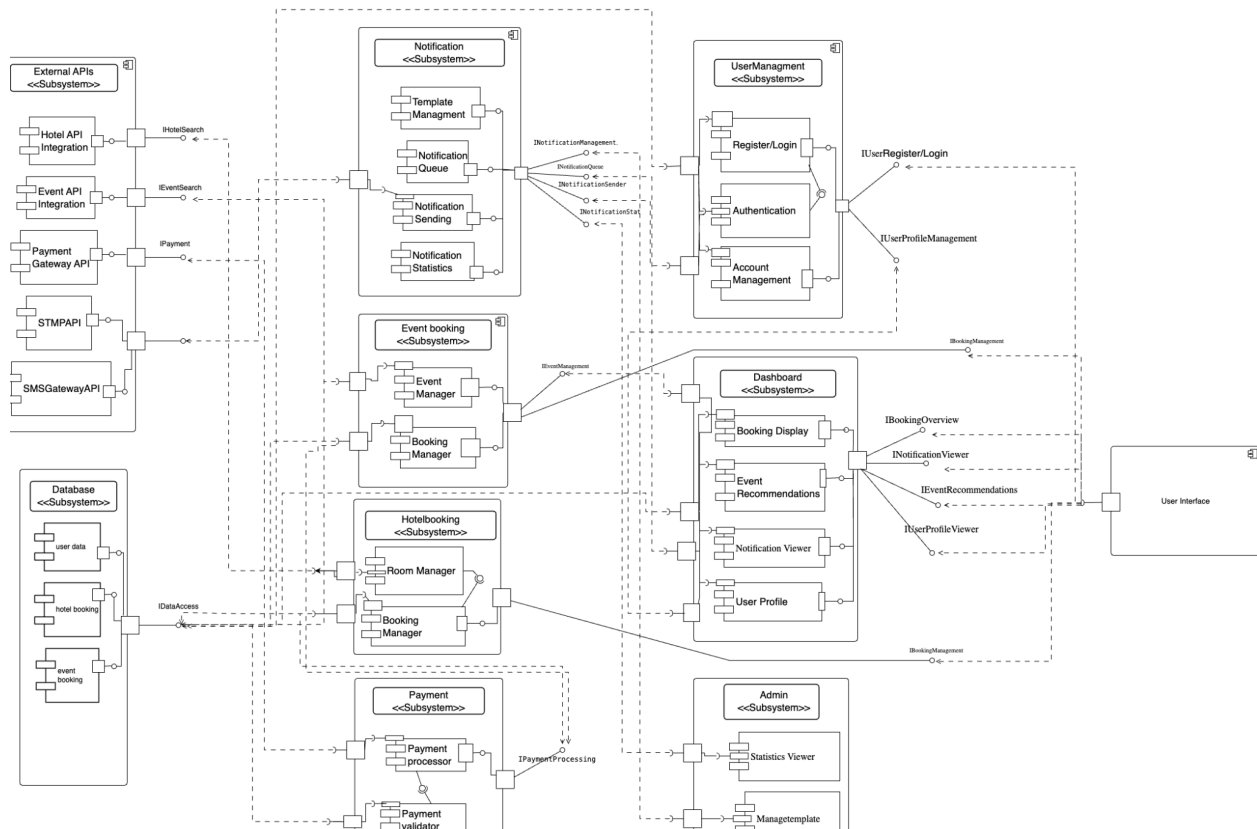 External APIs
<<Subsystem>>
Hotel API
Integration
Event API
Integration
Payment
Gateway API
STMPAPI
SMSGatewayAPI
IHotelSearch
IEventSearch
IPayment
Database
<<Subsystem>>
user data
hotel booking
event
booking
IDataAccess
Notification
<<Subsystem>>
Template
Managment
Notification
Queue
Notification
Sending
Notification
Statistics
INotificationManagement
INotificationQueue
INotificationSender
INotificationStat
Event booking
<<Subsystem>>
Event
Manager
Booking
Manager
IEventManagement
IBookingManagement
Hotelbooking
<<Subsystem>>
Room Manager
Booking
Manager
IBookingManagement
Payment
<<Subsystem>>
Payment
processor
Payment
validator
IPaymentProcessing
UserManagment
<<Subsystem>>
Register/Login
Authentication
Account
Management
IUserRegister/Login
IUserProfileManagement
Dashboard
<<Subsystem>>
Booking Display
Event
Recommendations
Notification Viewer
User Profile
IBookingOverview
INotificationViewer
IEventRecommendations
IUserProfileViewer
Admin
<<Subsystem>>
Statistics Viewer
Managetemplate
User Interface